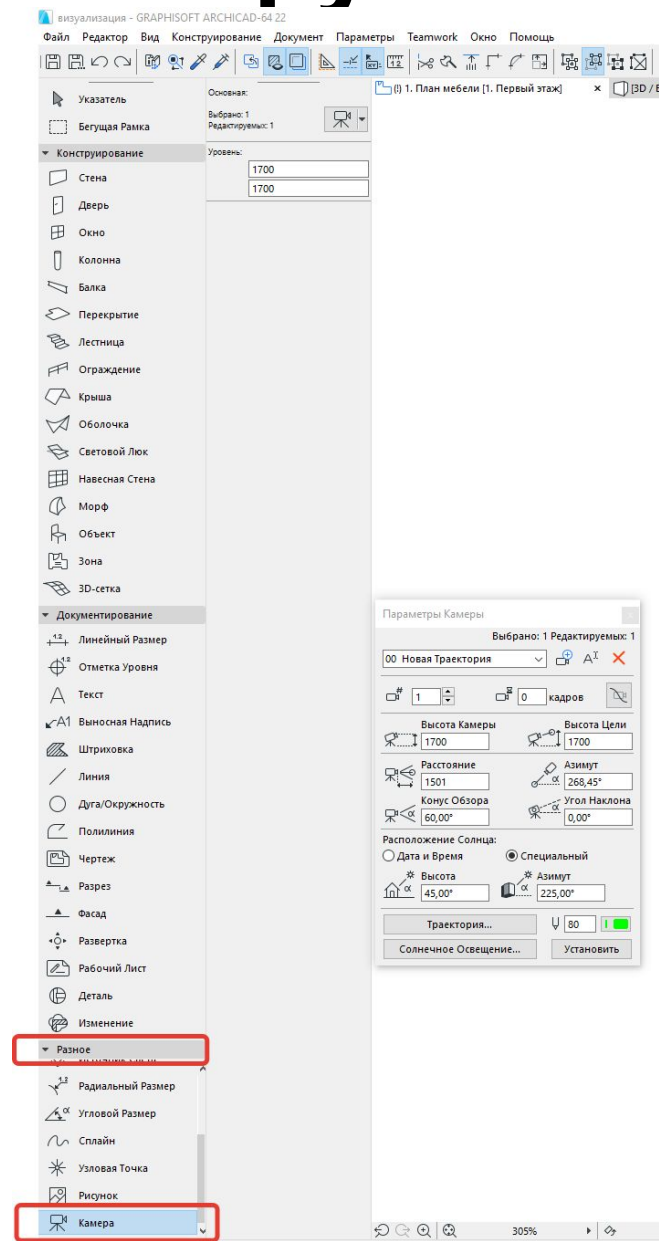 визуализация - GRAPHISOFT ARCHICAD-64 22
Файл Редактор Вид Конструирование Документ Параметры Teamwork Окно Помощь
Указатель
Бегущая Рамка
Конструирование
Стена
Дверь
Окно
Колонна
Балка
Перекрытие
Лестница
Ограждение
Крыша
Оболочка
Световой Люк
Навесная Стена
Морф
Объект
Зона
3D-сетка
Документирование
Линейный Размер
Отметка Уровня
Текст
Выносная Надпись
Штриховка
Линия
Дуга/Окружность
Полилиния
Чертеж
Разрез
Фасад
Развертка
Рабочий Лист
Деталь
Изменение
Разное
Радиальный Размер
Угловой Размер
Сплайн
Узловая Точка
Рисунок
Камера
Основная:
Выбрано: 1
Редактируемых: 1
Уровень:
1700
1700
(!) 1. План мебели [1. Первый этаж] × [3D /
Параметры Камеры
Выбрано: 1 Редактируемых: 1
00 Новая Траектория
1 0 кадров
Высота Камеры Высота Цели
1700 1700
Расстояние Азимут
1501 268,45°
Конус Обзора Угол Наклона
60,00° 0,00°
Расположение Солнца:
Дата и Время Специальный
Высота Азимут
45,00° 225,00°
Траектория... 80
Солнечное Освещение... Установить
305%